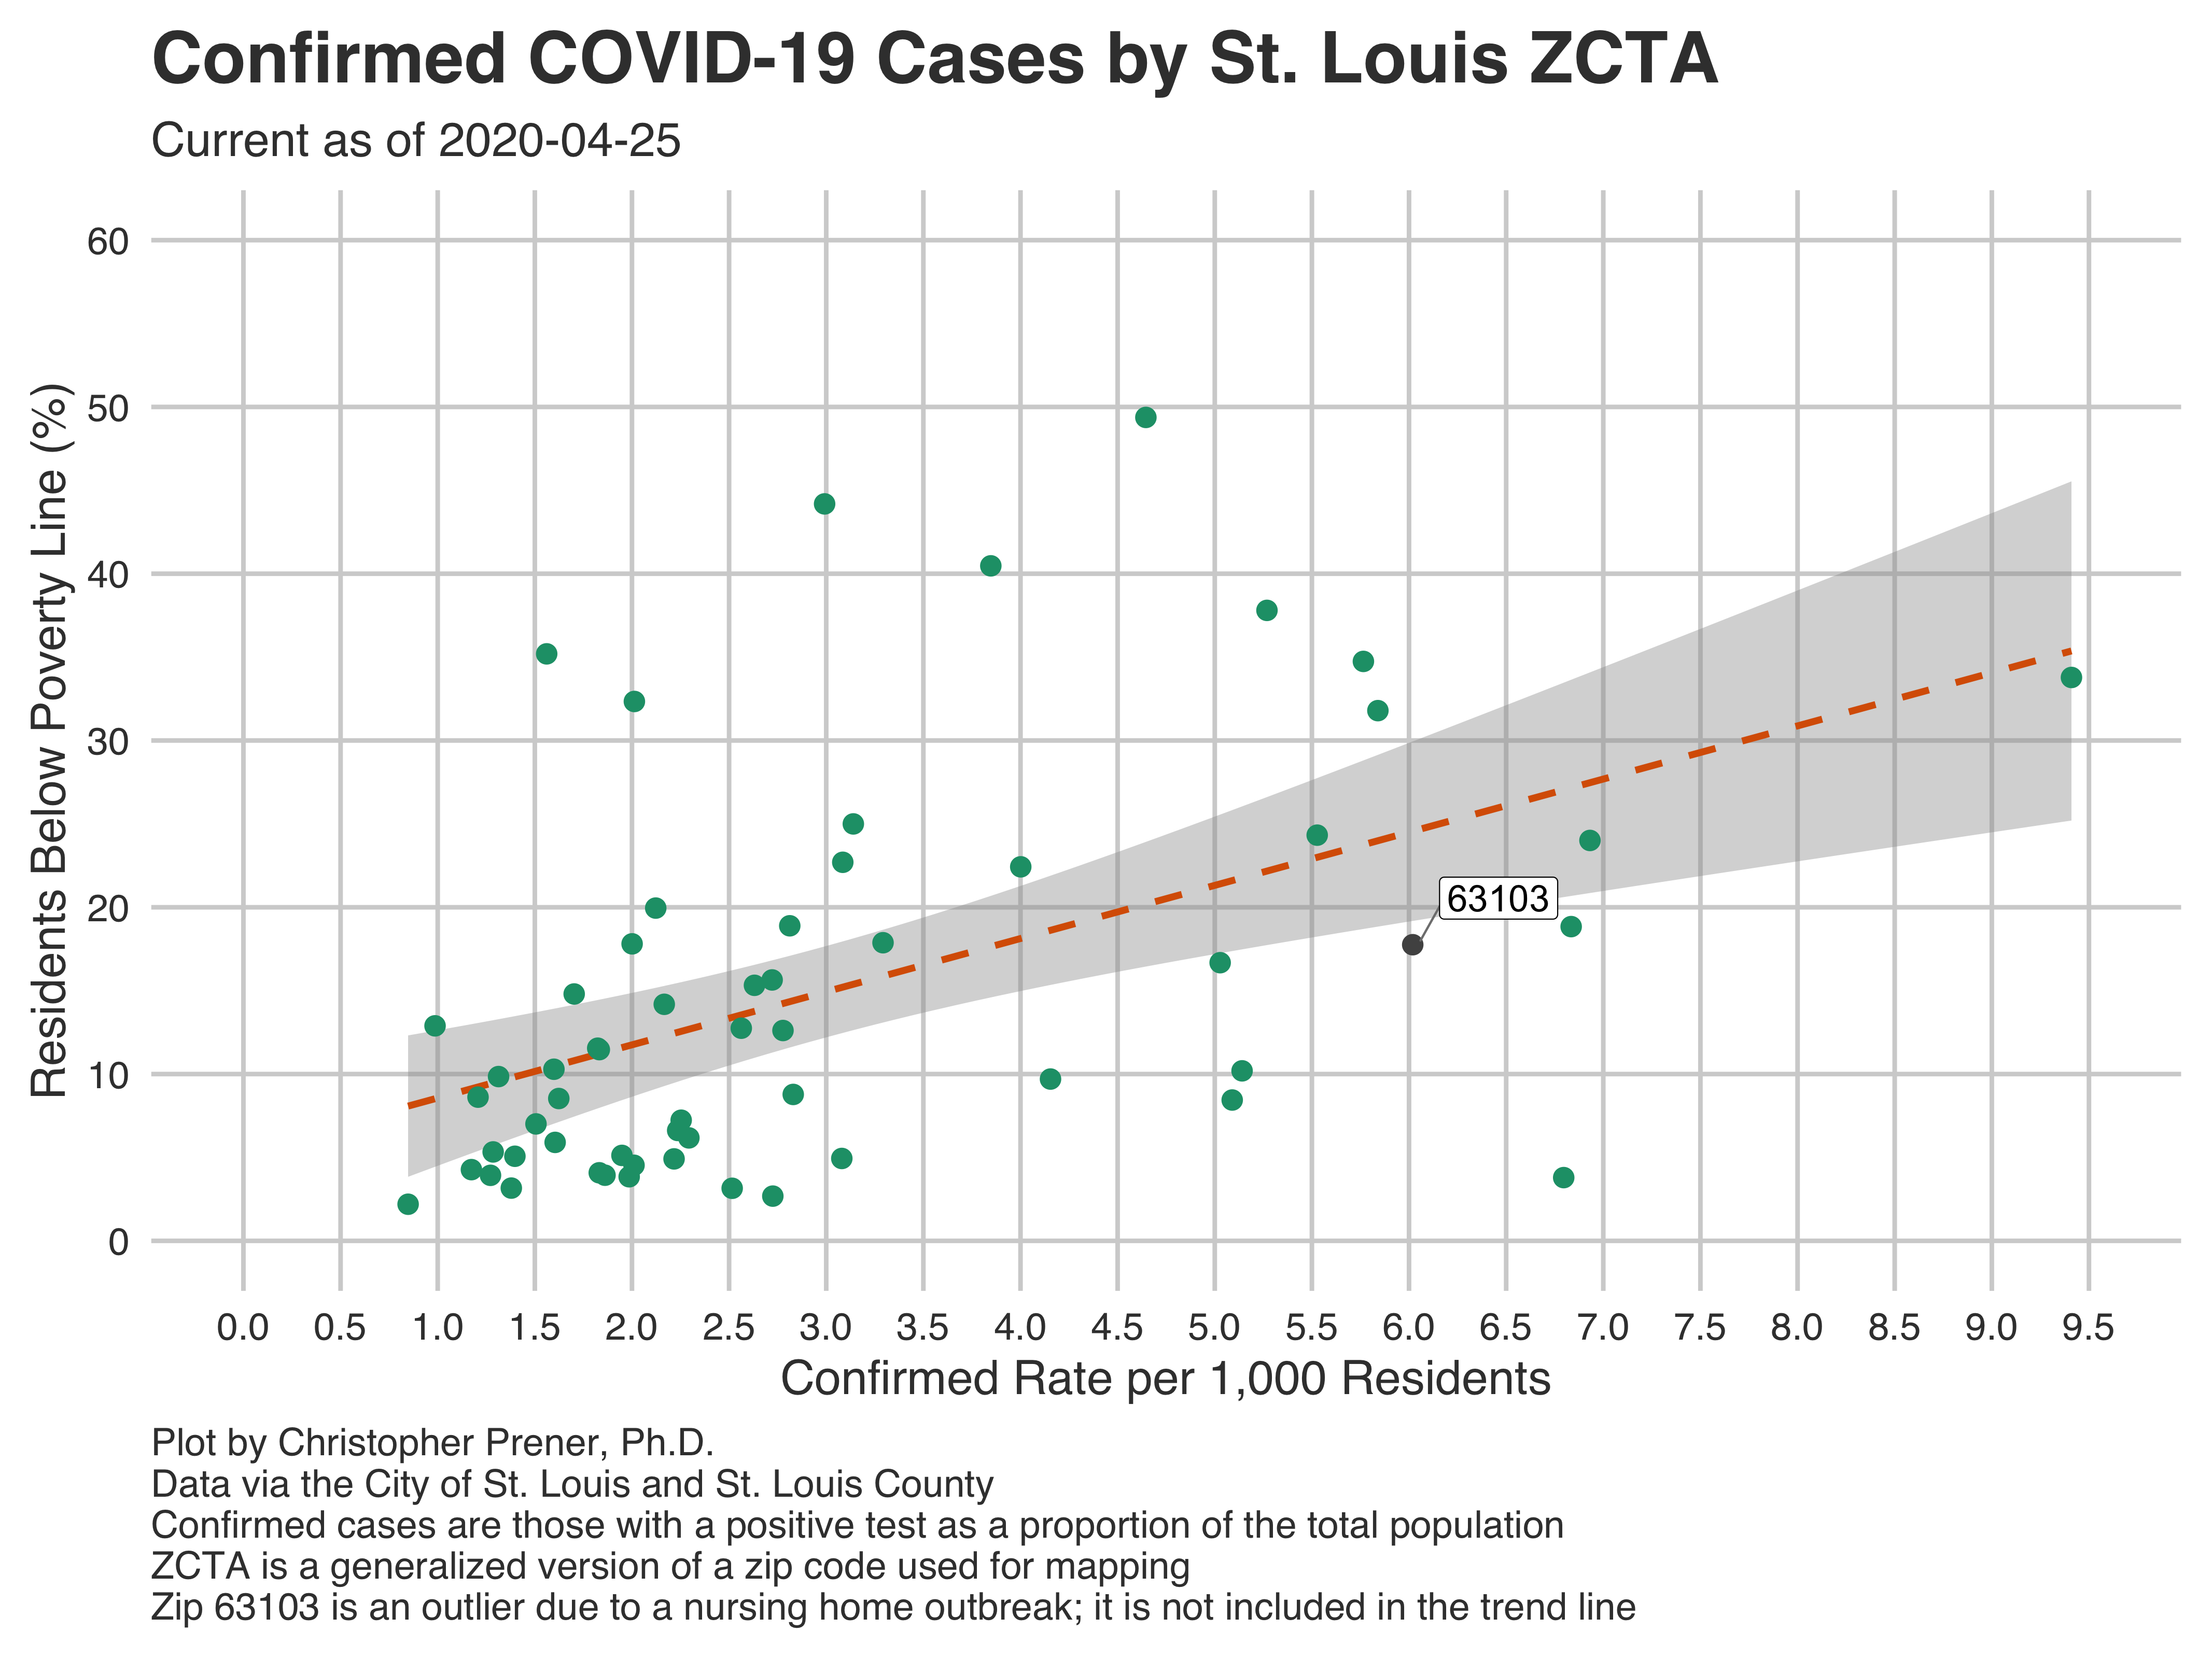 Confirmed COVID-19 Cases by St. Louis ZCTA
Current as of 2020-04-25
Residents Below Poverty Line (%)
60
50
40
30
20
10
0
63103
0.0 0.5 1.0 1.5 2.0 2.5 3.0 3.5 4.0 4.5 5.0 5.5 6.0 6.5 7.0 7.5 8.0 8.5 9.0 9.5
Confirmed Rate per 1,000 Residents
Plot by Christopher Prener, Ph.D.
Data via the City of St. Louis and St. Louis County
Confirmed cases are those with a positive test as a proportion of the total population
ZCTA is a generalized version of a zip code used for mapping
Zip 63103 is an outlier due to a nursing home outbreak; it is not included in the trend line